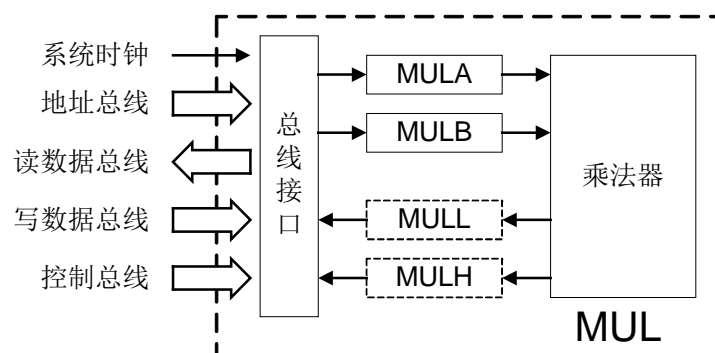 系统时钟
地址总线
读数据总线
写数据总线
控制总线
总线接口
MULA
MULB
MULL
MULH
乘法器
MUL